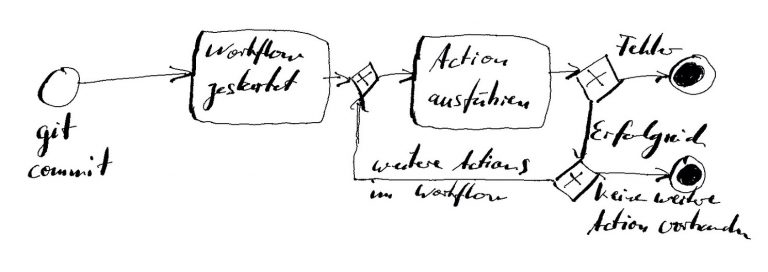 git
commit
Workflow
gestartet
Action
ausführen
Fehler
Erfolgreich
weitere Actions
im Workflow
Keine weitere
Action vorhanden